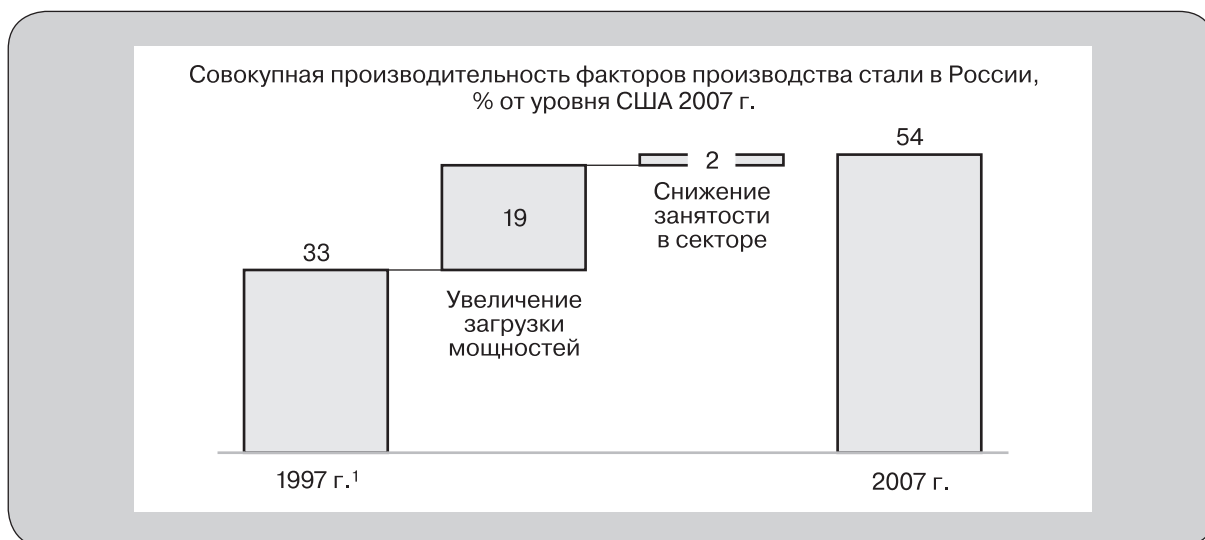 Совокупная производительность факторов производства стали в России,
% от уровня США 2007 г.
33
19
Увеличение
загрузки
мощностей
2
Снижение
занятости
в секторе
54
1997 г.¹
2007 г.